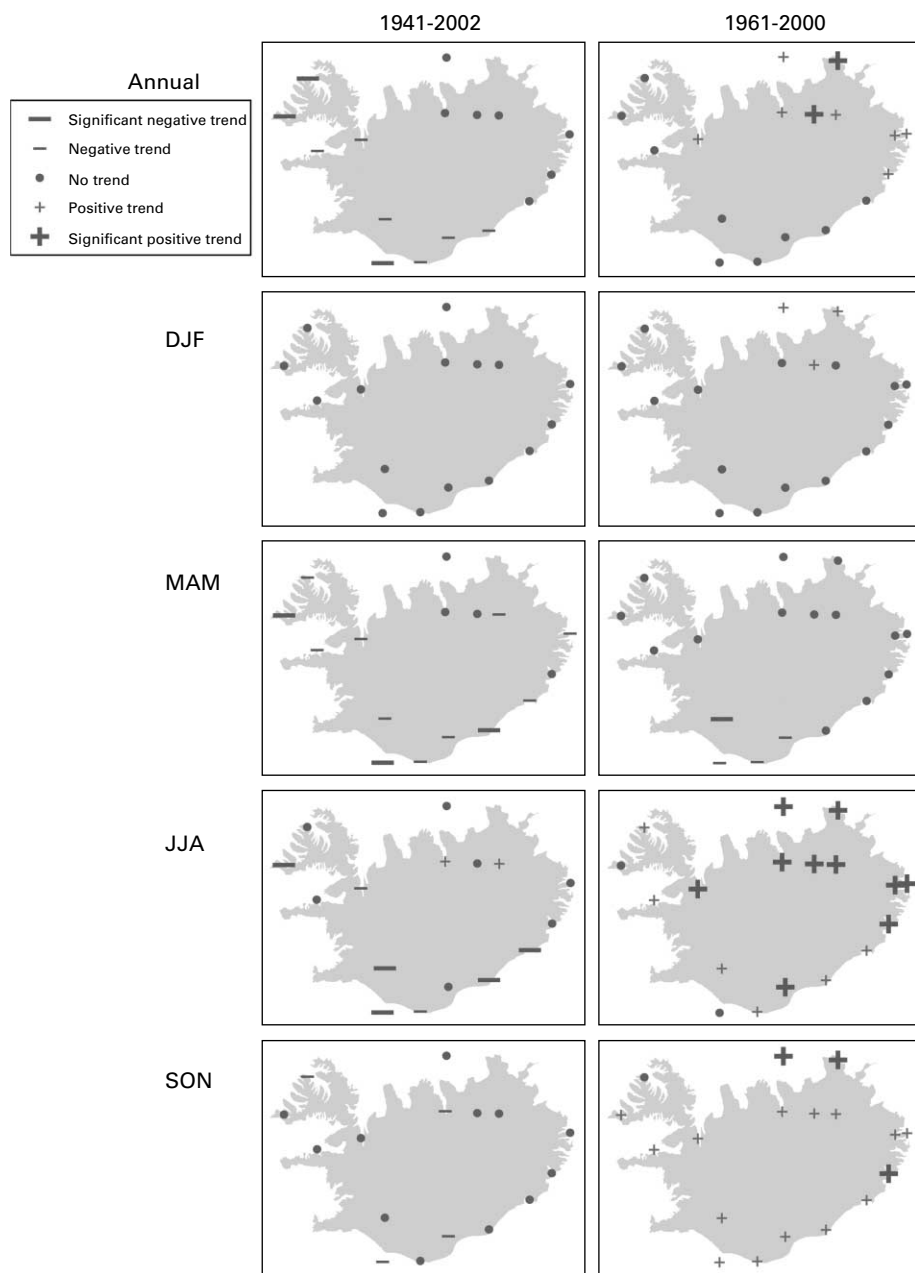 1941-2002
1961-2000
Annual
Significant negative trend
Negative trend
No trend
Positive trend
Significant positive trend
DJF
MAM
JJA
SON